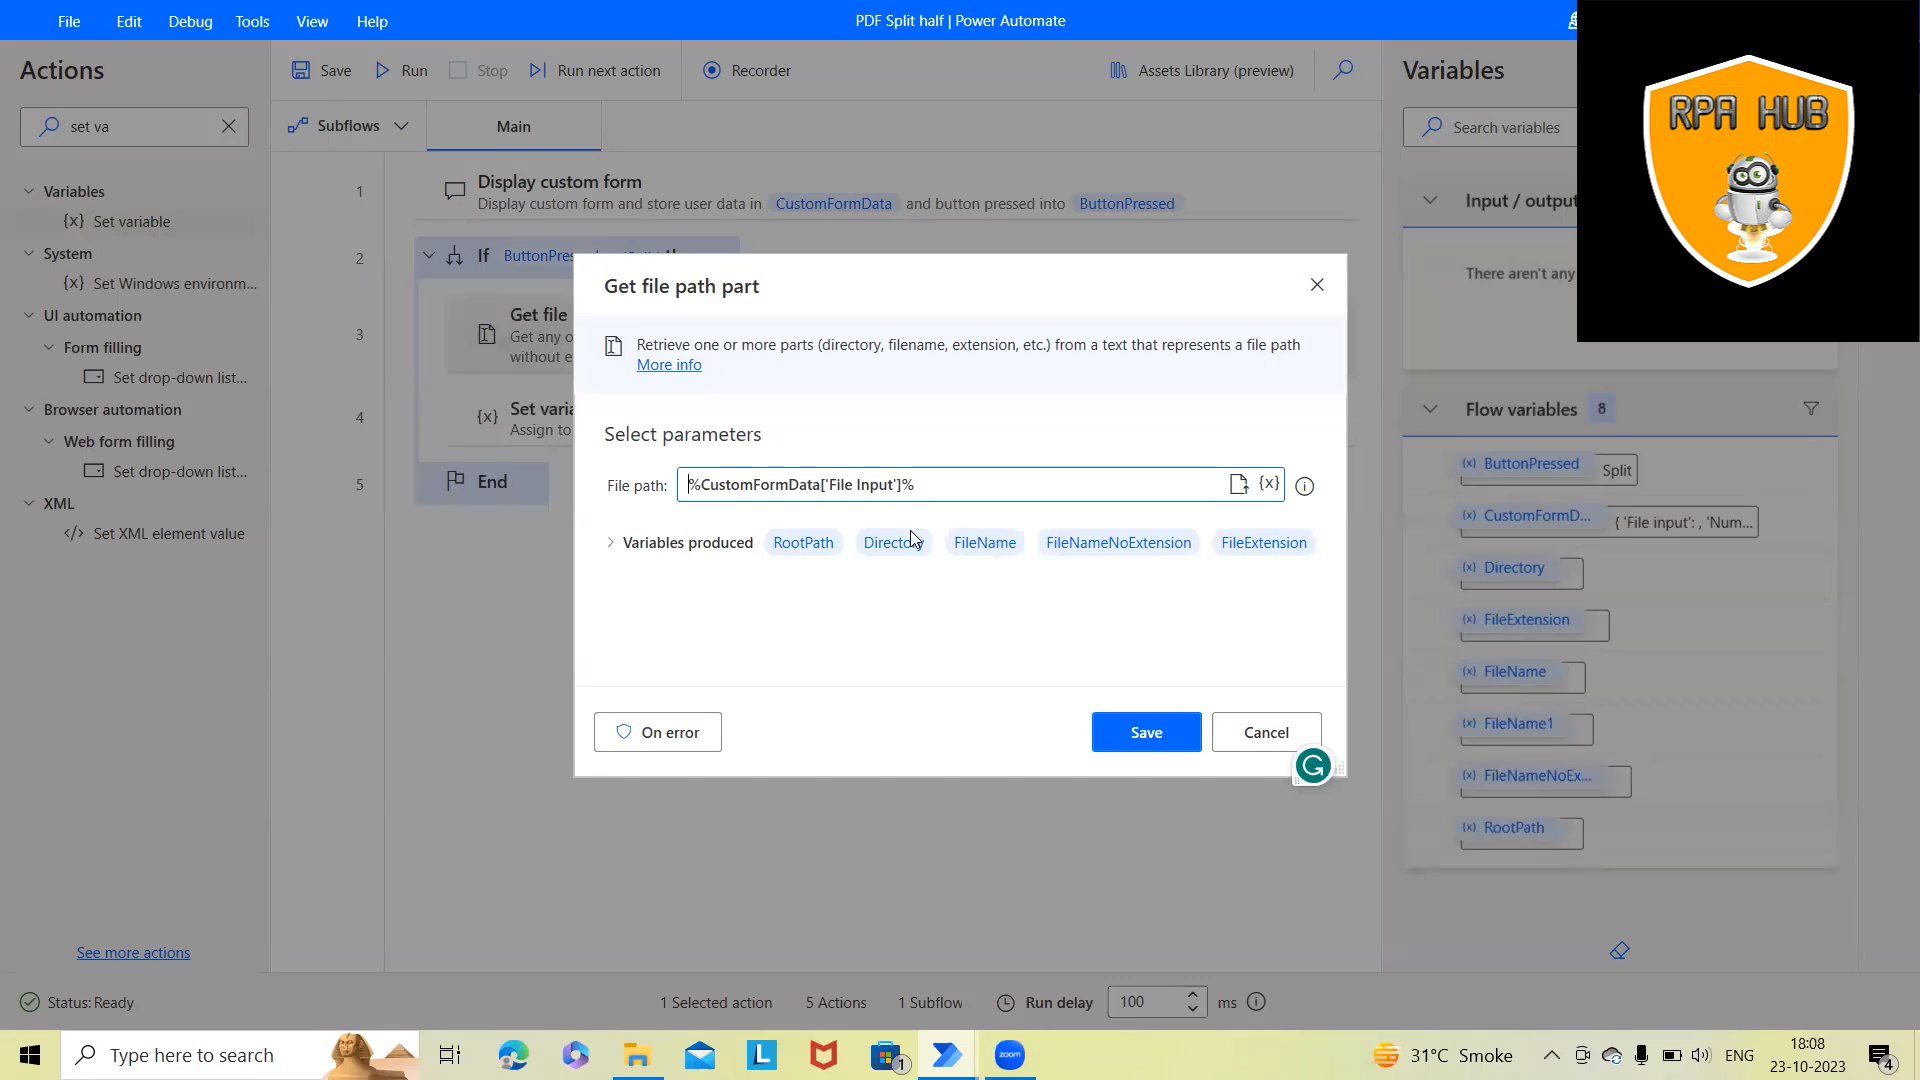 File Edit Debug Tools View Help
PDF Split half | Power Automate
RPA HUB
Actions
Save Run Stop Run next action Recorder
Assets Library (preview)
Variables
set va
Subflows Main
Search variables
Variables
{x} Set variable
System
{x} Set Windows environm...
UI automation
Form filling
Set drop-down list...
Browser automation
Web form filling
Set drop-down list...
XML
</> Set XML element value
See more actions
1 Display custom form
Display custom form and store user data in CustomFormData and button pressed into ButtonPressed
2 If ButtonPres
3 Get file
Get any o
without e
4 {x} Set varia
Assign to
5 End
Get file path part
Retrieve one or more parts (directory, filename, extension, etc.) from a text that represents a file path
More info
Select parameters
File path: %CustomFormData['File Input']% {x}
Variables produced RootPath Directory FileName FileNameNoExtension FileExtension
On error Save Cancel
G
Input / output
There aren't any
Flow variables 8
(x) ButtonPressed Split
(x) CustomFormD... { 'File input': , 'Num...
(x) Directory
(x) FileExtension
(x) FileName
(x) FileName1
(x) FileNameNoEx...
(x) RootPath
Status: Ready
1 Selected action 5 Actions 1 Subflow Run delay 100 ms
Type here to search
L
1
zoom
31°C Smoke
ENG
18:08
23-10-2023
4